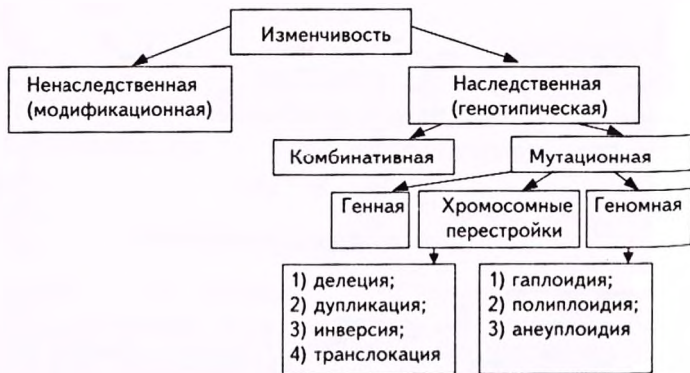 Изменчивость
Ненаследственная
(модификационная)
Наследственная
(генотипическая)
Комбинативная
Мутационная
Генная
Хромосомные
перестройки
Геномная
1) делеция;
2) дупликация;
3) инверсия;
4) транслокация
1) гаплоидия;
2) полиплоидия;
3) анеуплоидия